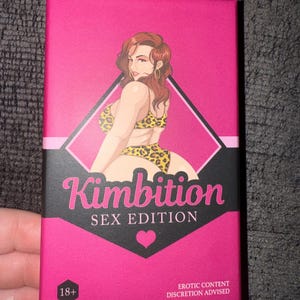 Kimbition
SEX EDITION
18+
EROTIC CONTENT
DISCRETION ADVISED